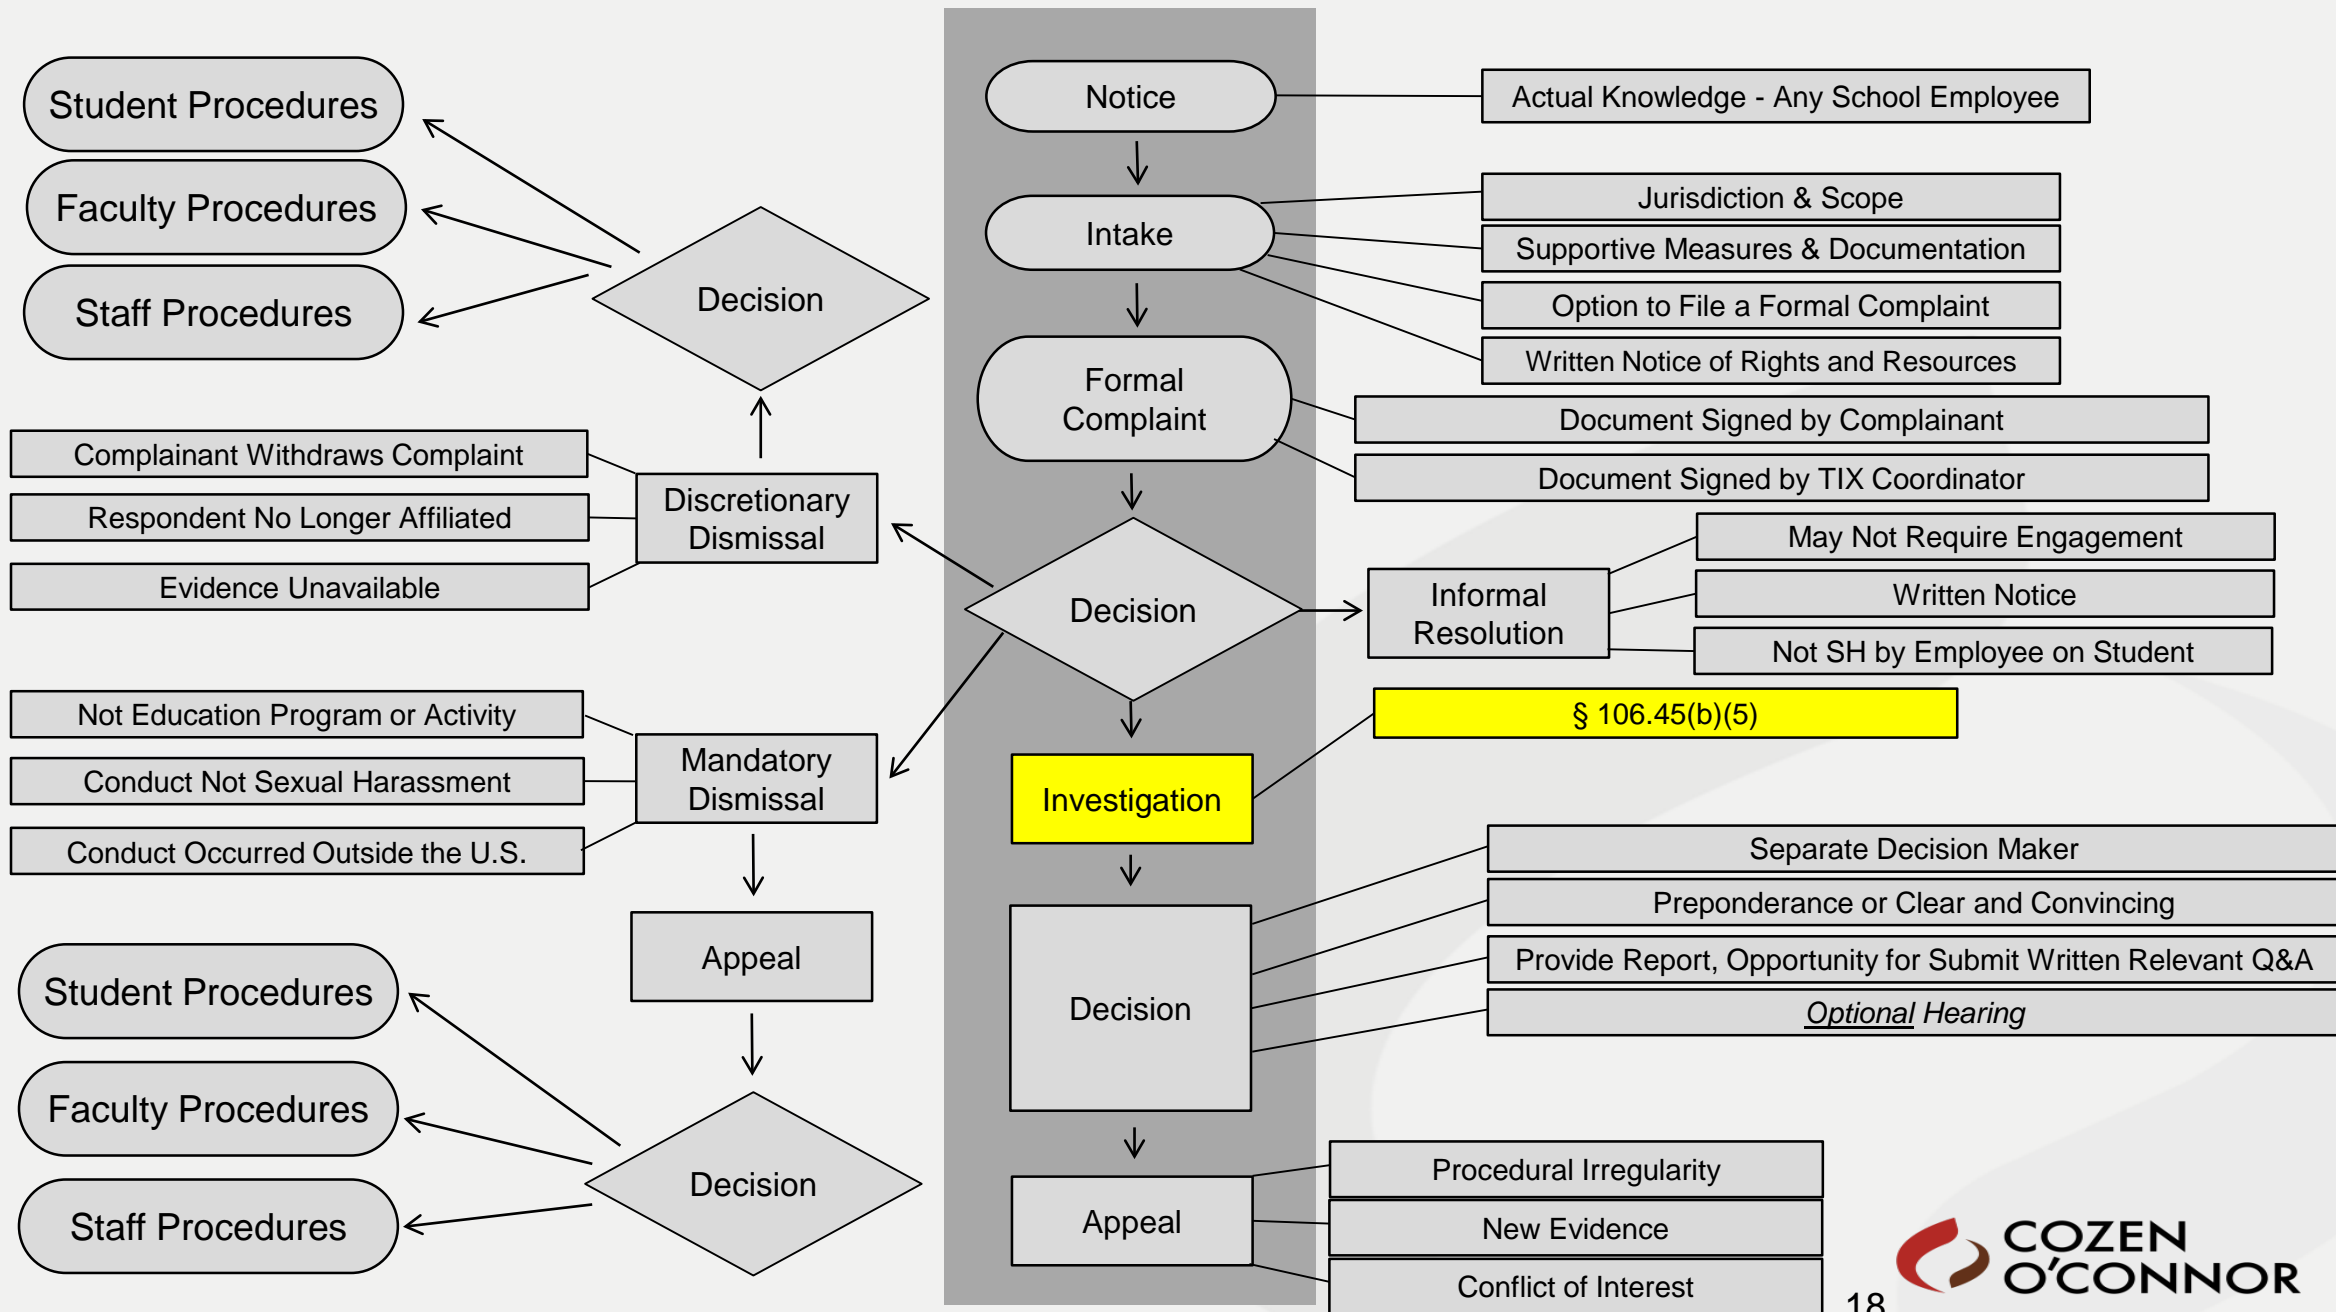 Student Procedures
Faculty Procedures
Staff Procedures
Decision
Complainant Withdraws Complaint
Respondent No Longer Affiliated
Evidence Unavailable
Discretionary
Dismissal
Not Education Program or Activity
Conduct Not Sexual Harassment
Conduct Occurred Outside the U.S.
Mandatory
Dismissal
Appeal
Student Procedures
Faculty Procedures
Staff Procedures
Decision
Notice
Actual Knowledge - Any School Employee
Intake
Jurisdiction & Scope
Supportive Measures & Documentation
Option to File a Formal Complaint
Written Notice of Rights and Resources
Formal
Complaint
Document Signed by Complainant
Document Signed by TIX Coordinator
Decision
Informal
Resolution
May Not Require Engagement
Written Notice
Not SH by Employee on Student
§ 106.45(b)(5)
Investigation
Decision
Separate Decision Maker
Preponderance or Clear and Convincing
Provide Report, Opportunity for Submit Written Relevant Q&A
Optional Hearing
Appeal
Procedural Irregularity
New Evidence
Conflict of Interest
18
COZEN
O'CONNOR